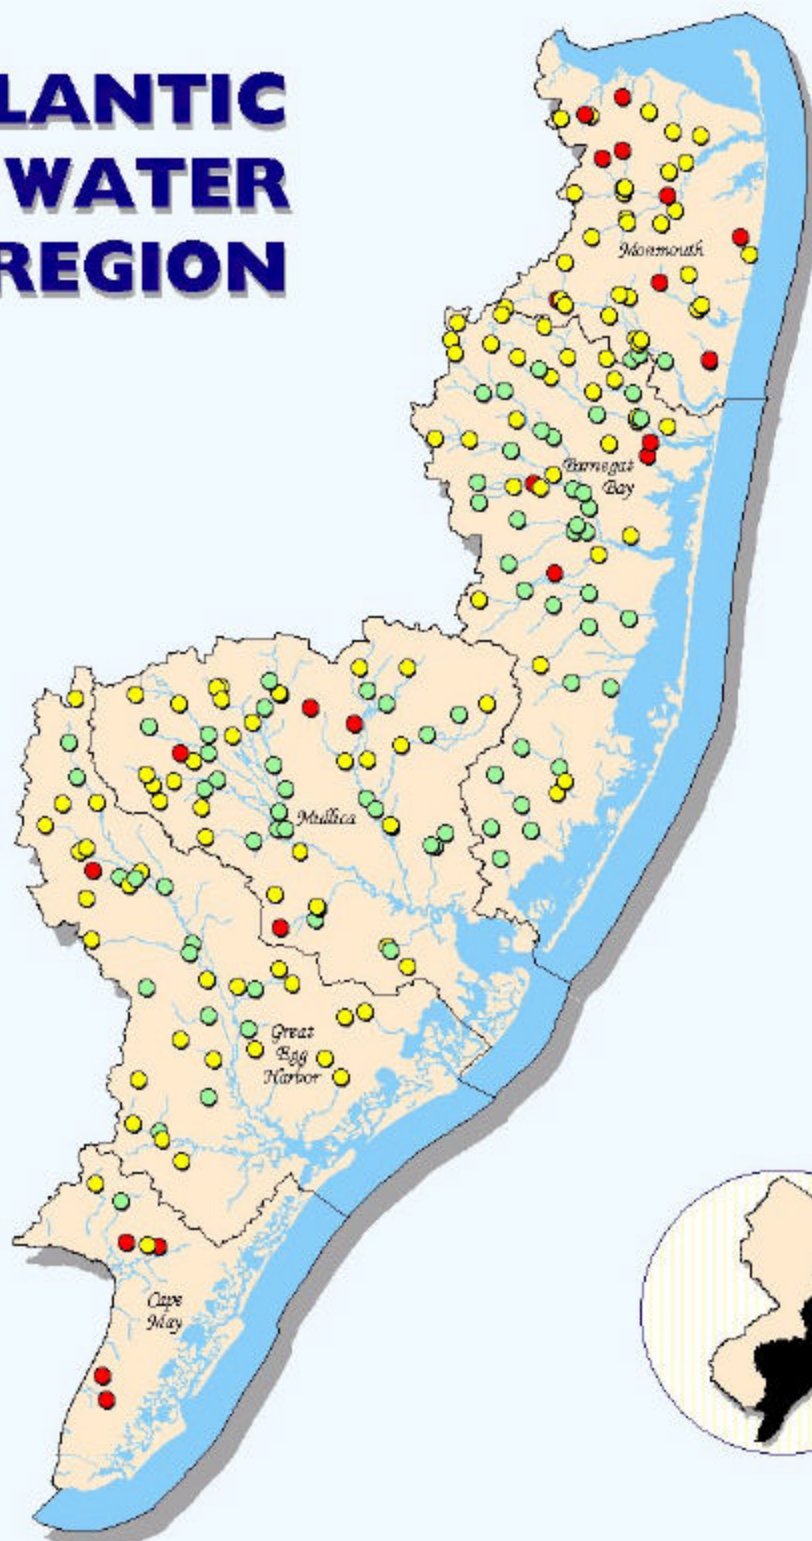 LANTIC
WATER
REGION
Monmouth
Barnegat
Bay
Mullica
Great
Egg
Harbor
Cape
May